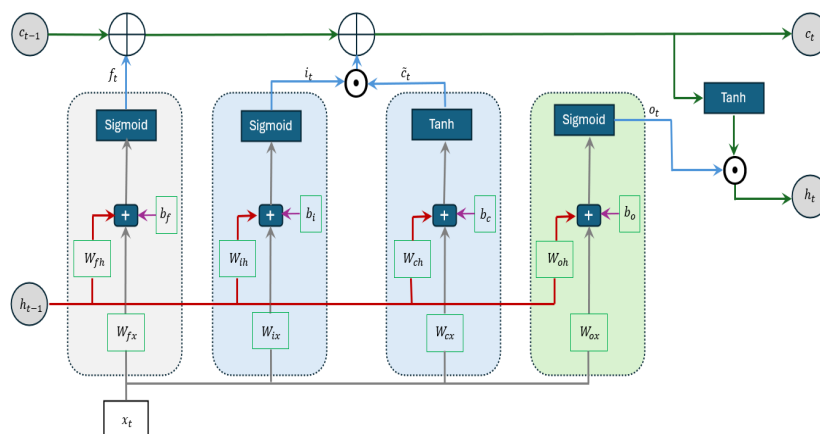 c_{t-1}
c_t
f_t
i_t
c̃_t
Sigmoid
Sigmoid
Tanh
Sigmoid
o_t
Tanh
+
b_f
+
b_i
+
b_c
+
b_o
h_t
W_{fh}
W_{ih}
W_{ch}
W_{oh}
h_{t-1}
W_{fx}
W_{ix}
W_{cx}
W_{ox}
x_t